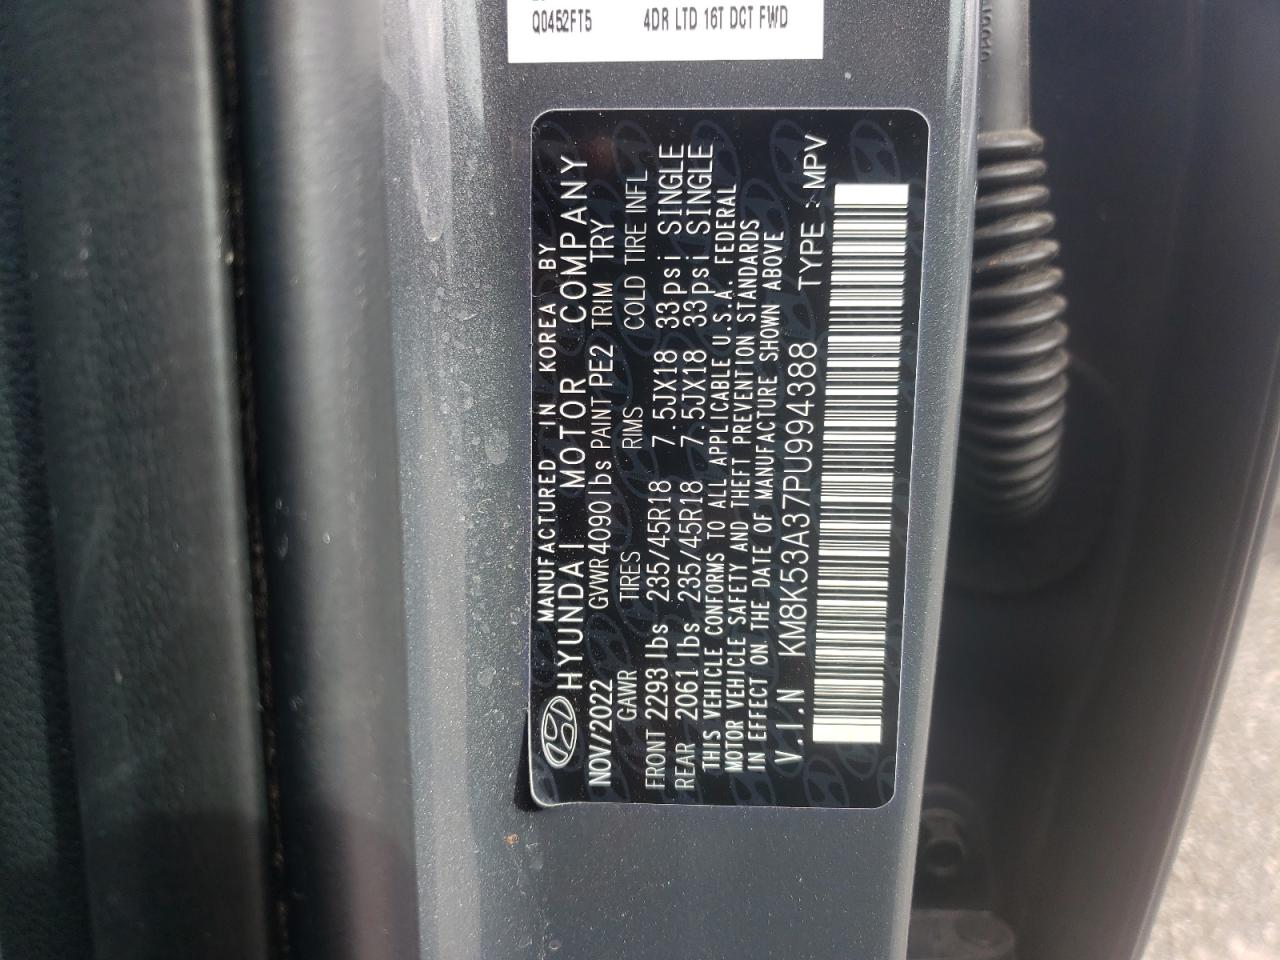 Q0452FT5 4DR LTD 16T DCT FWD
MANUFACTURED IN KOREA BY
HYUNDAI MOTOR COMPANY
NOV/2022 GVWR 4090lbs PAINT PE2 TRIM TRY
GAWR TIRES RIMS COLD TIRE INFL
FRONT 2293 lbs 235/45R18 7.5JX18 33psi SINGLE
REAR 2061 lbs 235/45R18 7.5JX18 33psi SINGLE
THIS VEHICLE CONFORMS TO ALL APPLICABLE U.S.A. FEDERAL
MOTOR VEHICLE SAFETY AND THEFT PREVENTION STANDARDS
IN EFFECT ON THE DATE OF MANUFACTURE SHOWN ABOVE
V.I.N KM8K53A37PU994388 TYPE : MPV